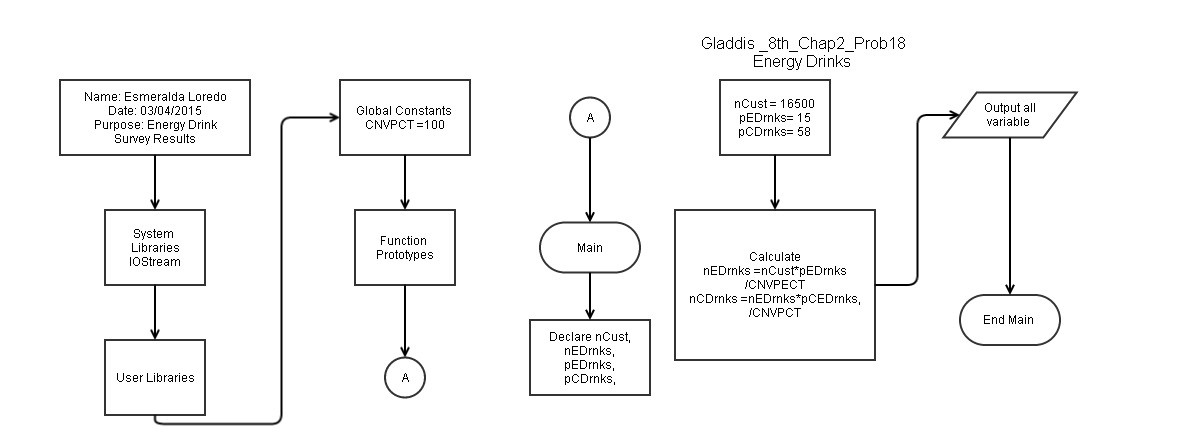 Gladdis _8th_Chap2_Prob18
Energy Drinks
Name: Esmeralda Loredo
Date: 03/04/2015
Purpose: Energy Drink
Survey Results
System
Libraries
IOStream
User Libraries
Global Constants
CNVPCT =100
Function
Prototypes
A
A
Main
Declare nCust,
nEDrnks,
pEDrnks,
pCDrnks,
nCust = 16500
pEDrnks= 15
pCDrnks= 58
Calculate
nEDrnks =nCust*pEDrnks
/CNVPECT
nCDrnks =nEDrnks*pCEDrnks,
/CNVPCT
Output all
variable
End Main